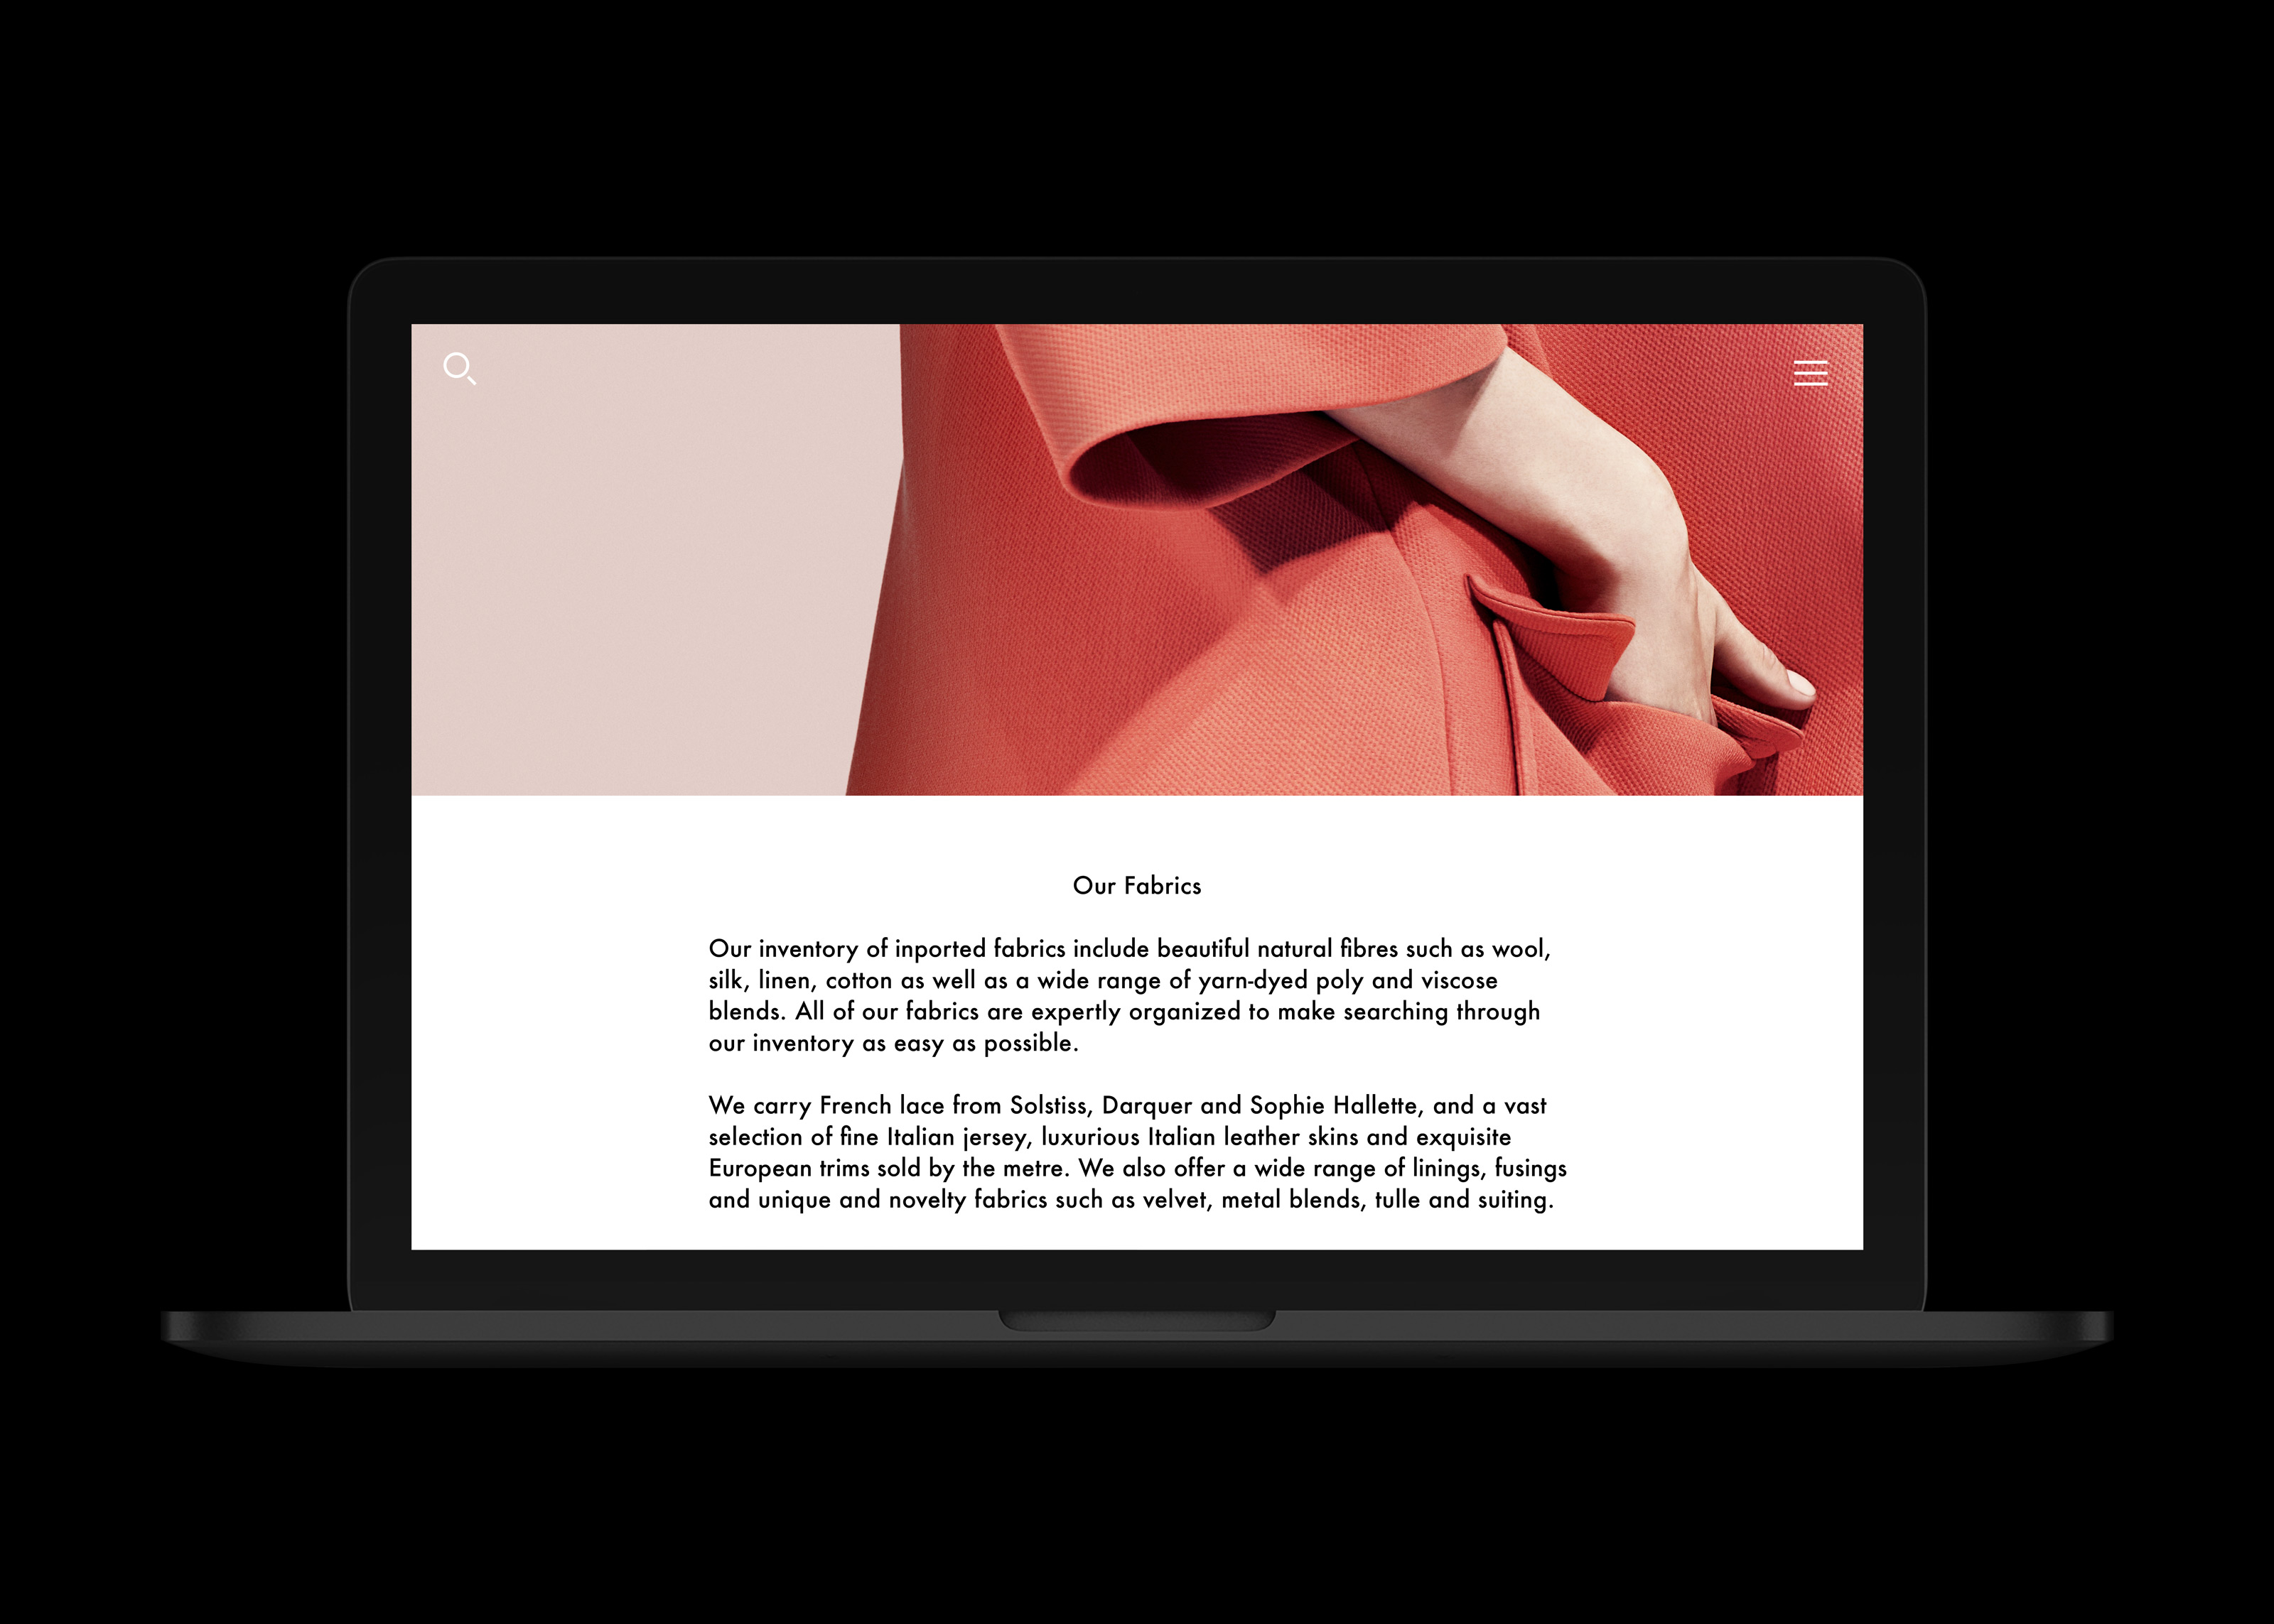 Our Fabrics
Our inventory of inported fabrics include beautiful natural fibres such as wool,
silk, linen, cotton as well as a wide range of yarn-dyed poly and viscose
blends. All of our fabrics are expertly organized to make searching through
our inventory as easy as possible.
We carry French lace from Solstiss, Darquer and Sophie Hallette, and a vast
selection of fine Italian jersey, luxurious Italian leather skins and exquisite
European trims sold by the metre. We also offer a wide range of linings, fusings
and unique and novelty fabrics such as velvet, metal blends, tulle and suiting.